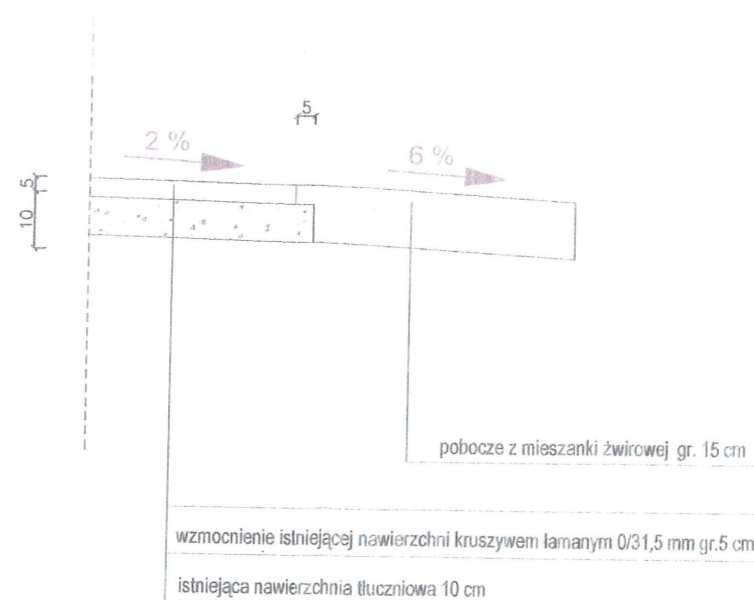 5
2 %
6 %
5
10
pobocze z mieszanki żwirowej gr. 15 cm
wzmocnienie istniejącej nawierzchni kruszywem łamanym 0/31,5 mm gr.5 cm
istniejąca nawierzchnia tłuczniowa 10 cm